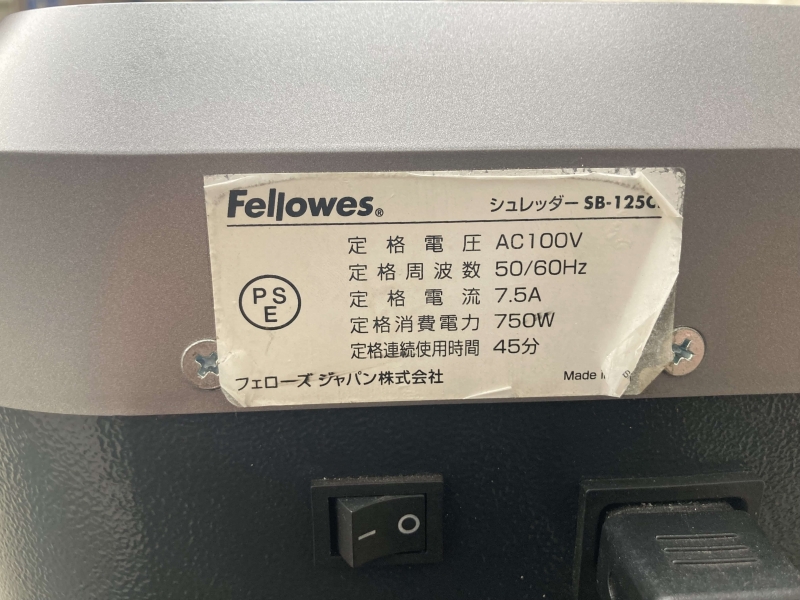 Fellowes®
シュレッダー SB-125C
定格電圧 AC100V
定格周波数 50/60Hz
定格電流 7.5A
定格消費電力 750W
定格連続使用時間 45分
PSE
フェローズ ジャパン株式会社
Made